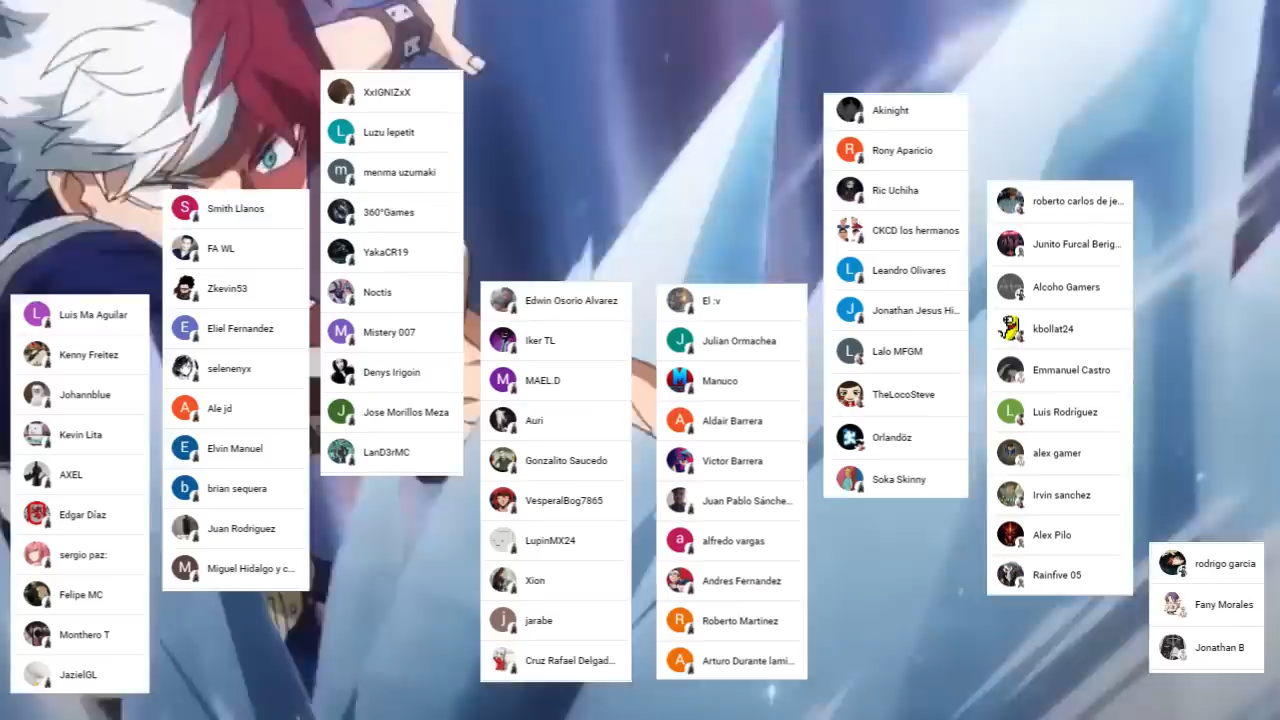 Luis Ma Aguilar
Kenny Freitez
Johannblue
Kevin Lita
AXEL
Edgar Díaz
sergio paz:
Felipe MC
Monthero T
JazielGL
S Smith Llanos
FA WL
Zkevin53
E Eliel Fernandez
selenenyx
A Ale jd
E Elvin Manuel
b brian sequera
Juan Rodriguez
M Miguel Hidalgo y c...
XxIGNIZxX
L Luzu lepetit
m menma uzumaki
360°Games
YakaCR19
Noctis
M Mistery 007
Denys Irigoin
J Jose Morillos Meza
LanD3rMC
Edwin Osorio Alvarez
Iker TL
M MAEL.D
Auri
Gonzalito Saucedo
VesperalBog7865
LupinMX24
Xion
j jarabe
Cruz Rafael Delgad...
El :v
J Julian Ormachea
Manuco
A Aldair Barrera
Victor Barrera
Juan Pablo Sánche...
a alfredo vargas
Andres Fernandez
R Roberto Martinez
A Arturo Durante lami...
Akinight
R Rony Aparicio
Ric Uchiha
CKCD los hermanos
L Leandro Olivares
J Jonathan Jesus Hi...
L Lalo MFGM
TheLocoSteve
Orlandöz
Soka Skinny
roberto carlos de je...
Junito Furcal Berig...
Alcoho Gamers
kbollat24
Emmanuel Castro
L Luis Rodríguez
alex gamer
Irvin sanchez
Alex Pilo
Rainfive 05
rodrigo garcia
Fany Morales
Jonathan B